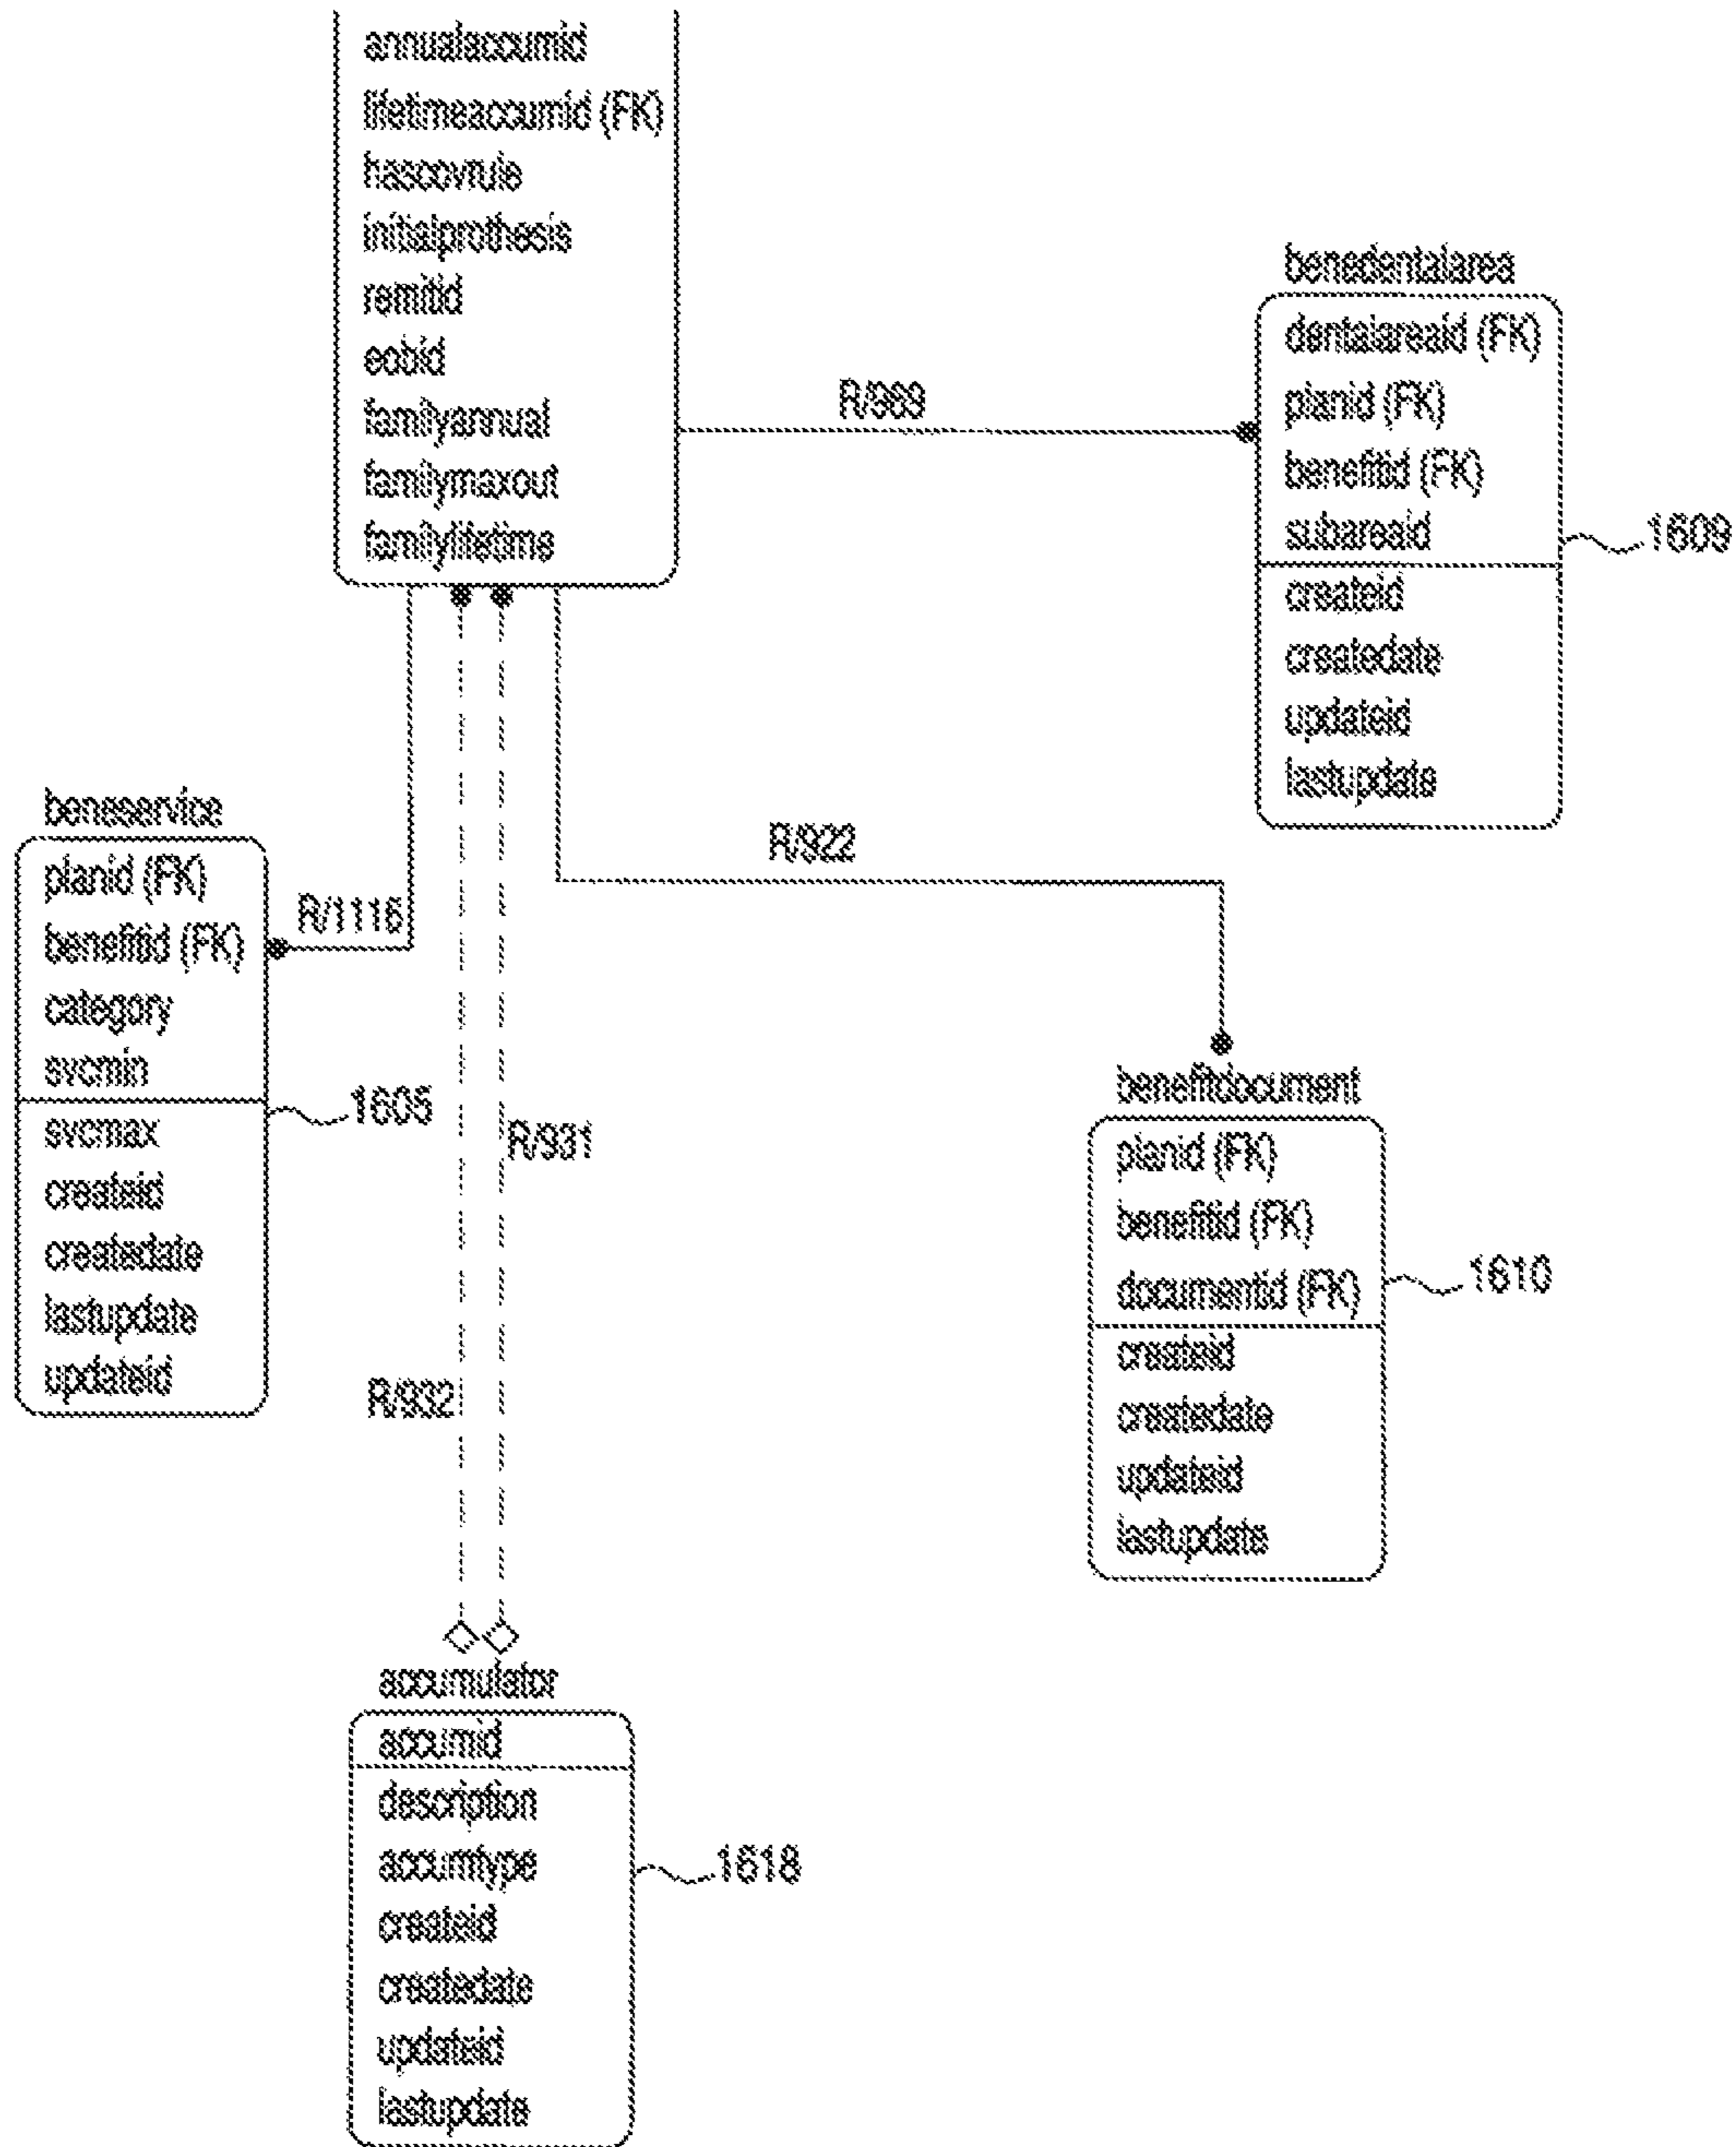 annualaccumid
lifetimeaccumid (FK)
hascovrule
initialprothesis
remitid
eobid
familyannual
familymaxout
familylifetime
R/969
benedentalarea
dentalareaid (FK)
planid (FK)
benefitid (FK)
subareaid
createid
createdate
updateid
lastupdate
1609
beneservice
planid (FK)
benefitid (FK)
category
svcmin
svcmax
createid
createdate
lastupdate
updateid
R/1116
1605
R/922
R/931
R/932
benefitdocument
planid (FK)
benefitid (FK)
documentid (FK)
createid
createdate
updateid
lastupdate
1610
accumulator
accumid
description
accumtype
createid
createdate
updateid
lastupdate
1618